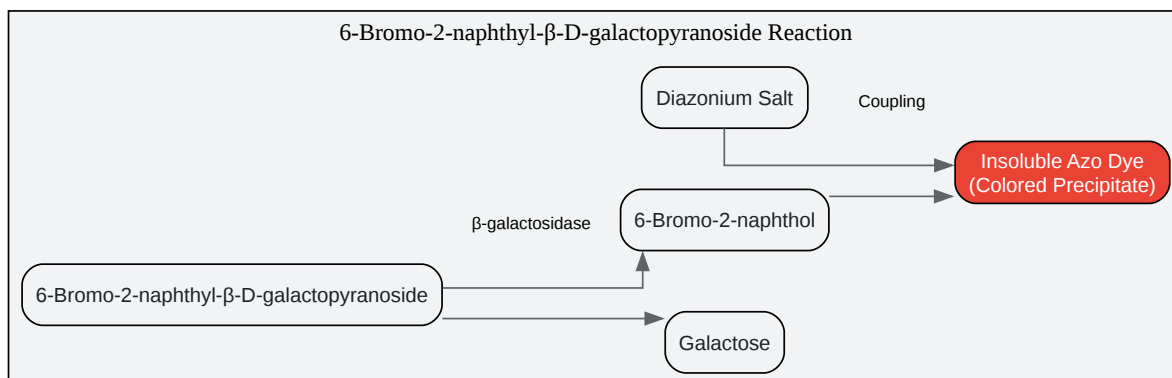 6-Bromo-2-naphthyl-β-D-galactopyranoside Reaction
Diazonium Salt
Coupling
Insoluble Azo Dye
(Colored Precipitate)
β-galactosidase
6-Bromo-2-naphthol
6-Bromo-2-naphthyl-β-D-galactopyranoside
Galactose